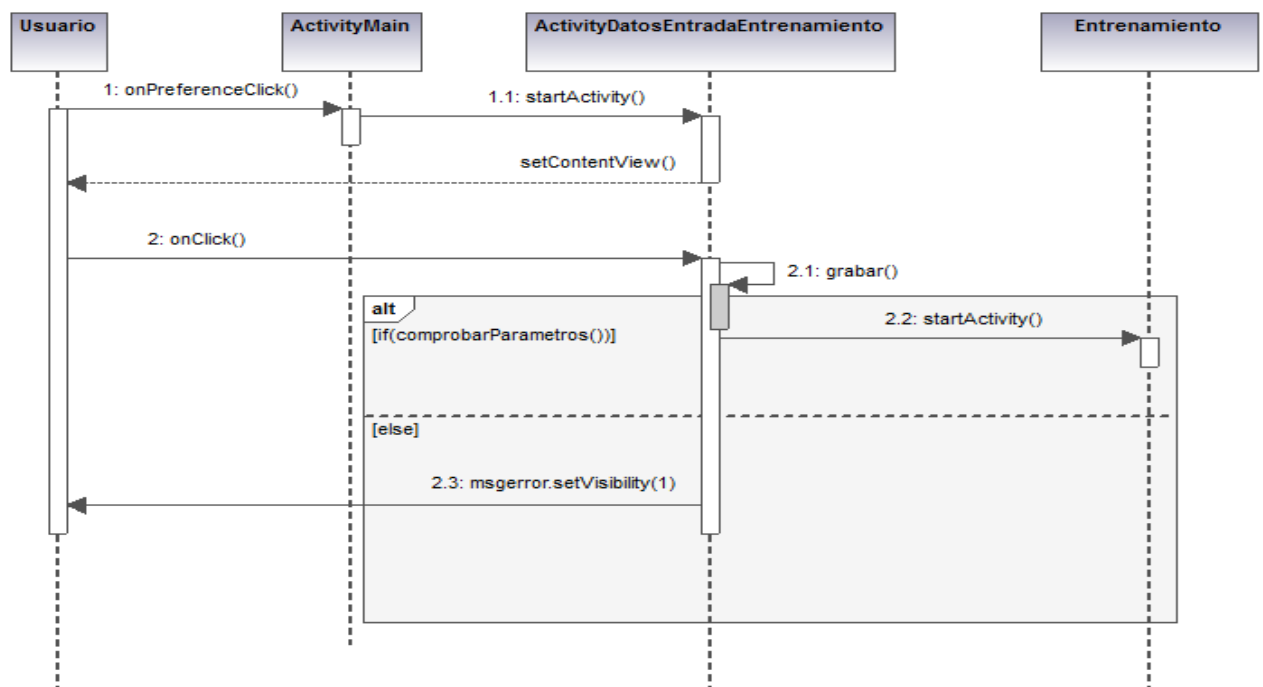 Usuario
ActivityMain
ActivityDatosEntradaEntrenamiento
Entrenamiento
1: onPreferenceClick()
1.1: startActivity()
setContentView()
2: onClick()
2.1: grabar()
alt
2.2: startActivity()
[if(comprobarParametros())]
[else]
2.3: msgerror.setVisibility(1)